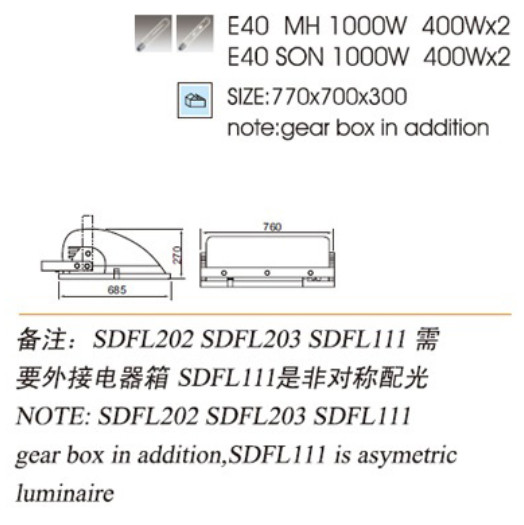 E40 MH 1000W 400Wx2
E40 SON 1000W 400Wx2
SIZE:770x700x300
note:gear box in addition
760
270
685
备注：SDFL202 SDFL203 SDFL111 需
要外接电器箱 SDFL111是非对称配光
NOTE: SDFL202 SDFL203 SDFL111
gear box in addition,SDFL111 is asymetric
luminaire